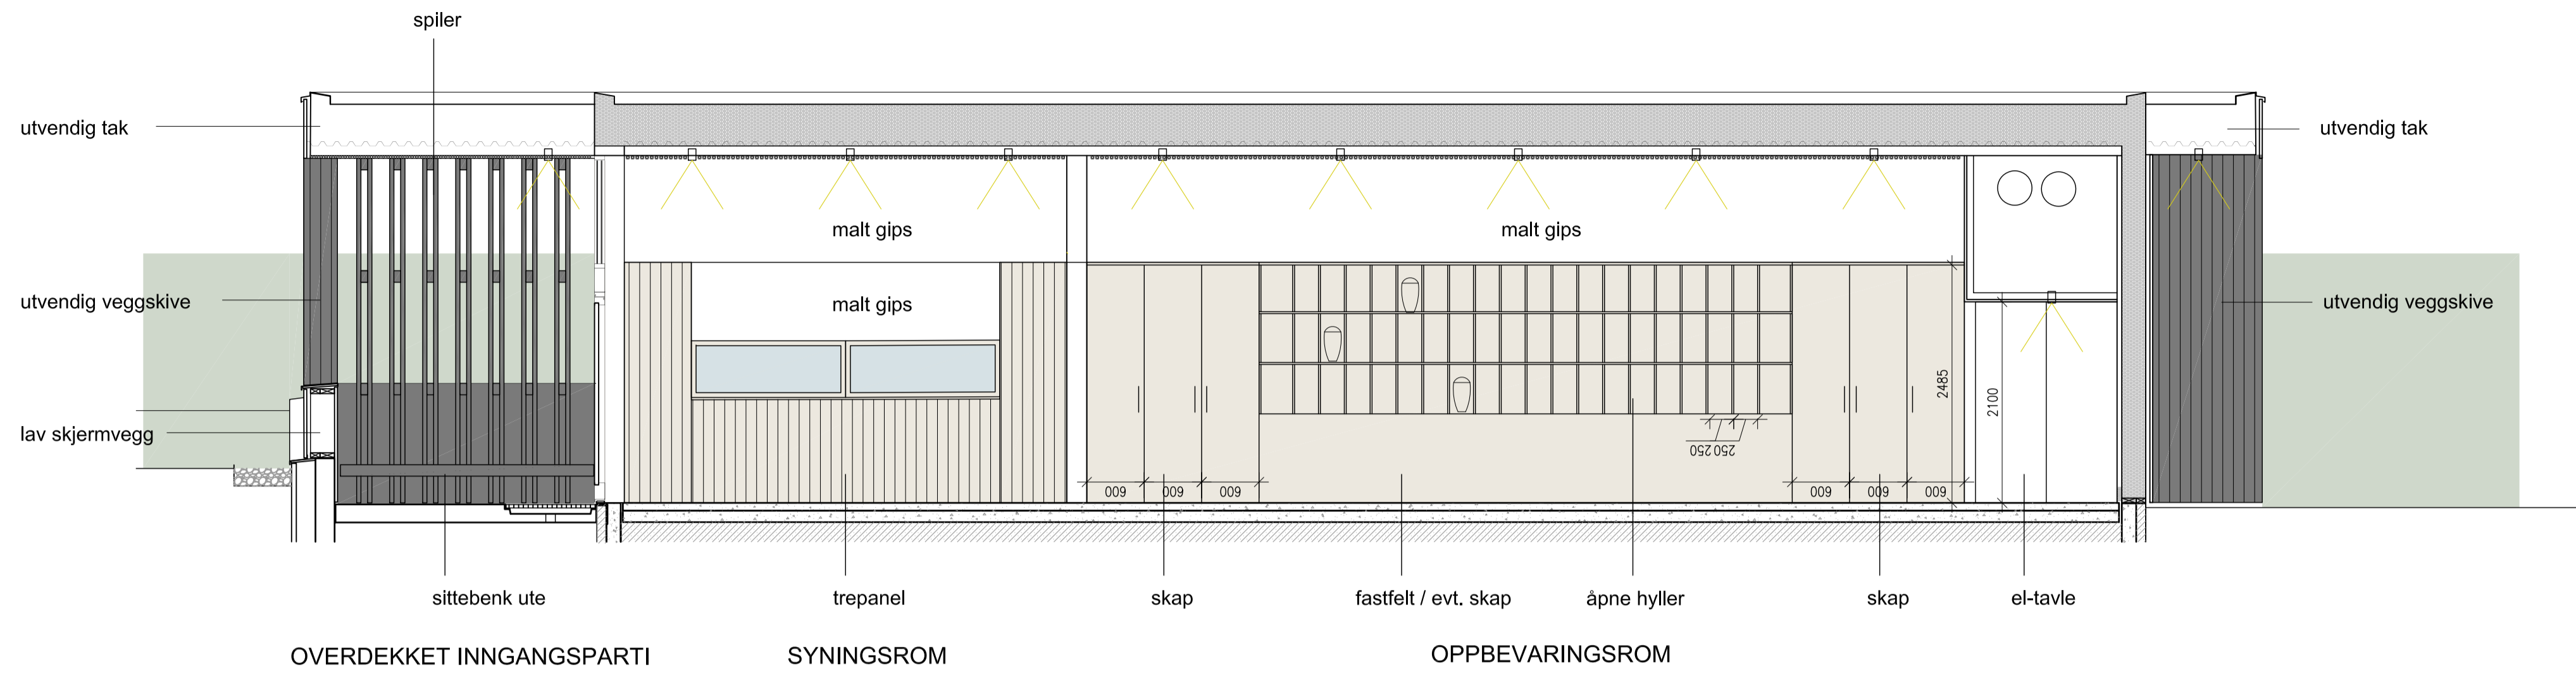 spiler
utvendig tak
utvendig tak
malt gips
malt gips
utvendig veggskive
malt gips
utvendig veggskive
2485
2100
lav skjermvegg
250 250
600 600 600
600 600 600
sittebenk ute
trepanel
skap
fastfelt / evt. skap
åpne hyller
skap
el-tavle
OVERDEKKET INNGANGSPARTI
SYNINGSROM
OPPBEVARINGSROM